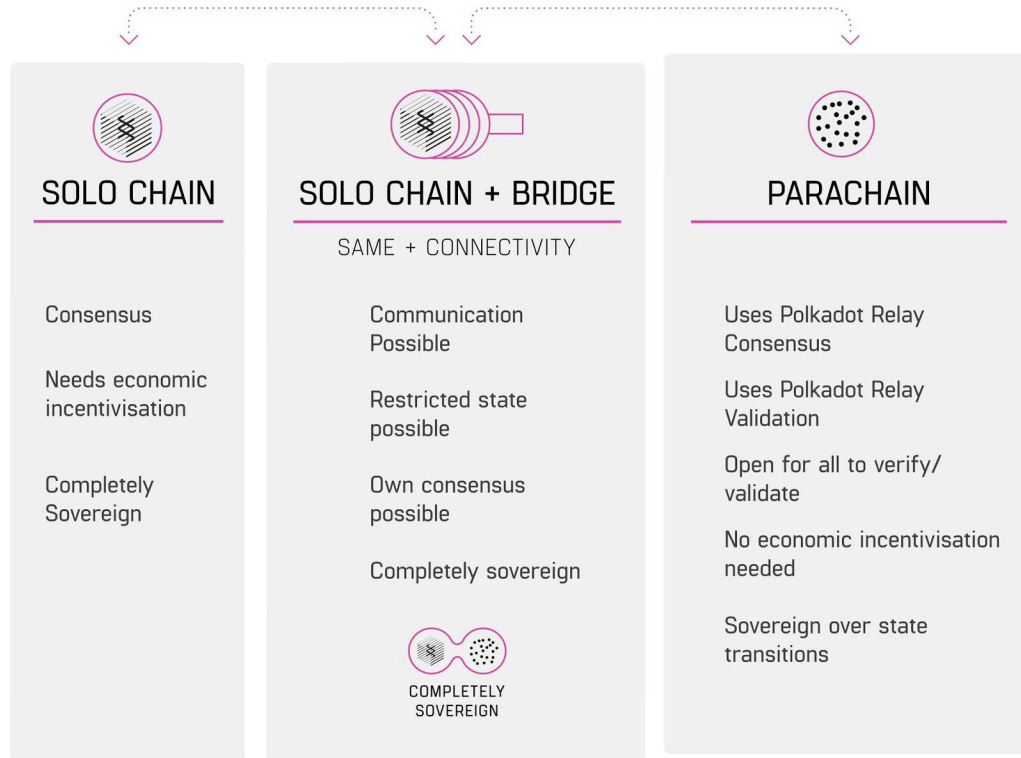 SOLO CHAIN
Consensus
Needs economic
incentivisation
Completely
Sovereign
SOLO CHAIN + BRIDGE
SAME + CONNECTIVITY
Communication
Possible
Restricted state
possible
Own consensus
possible
Completely sovereign
COMPLETELY
SOVEREIGN
PARACHAIN
Uses Polkadot Relay
Consensus
Uses Polkadot Relay
Validation
Open for all to verify/
validate
No economic incentivisation
needed
Sovereign over state
transitions